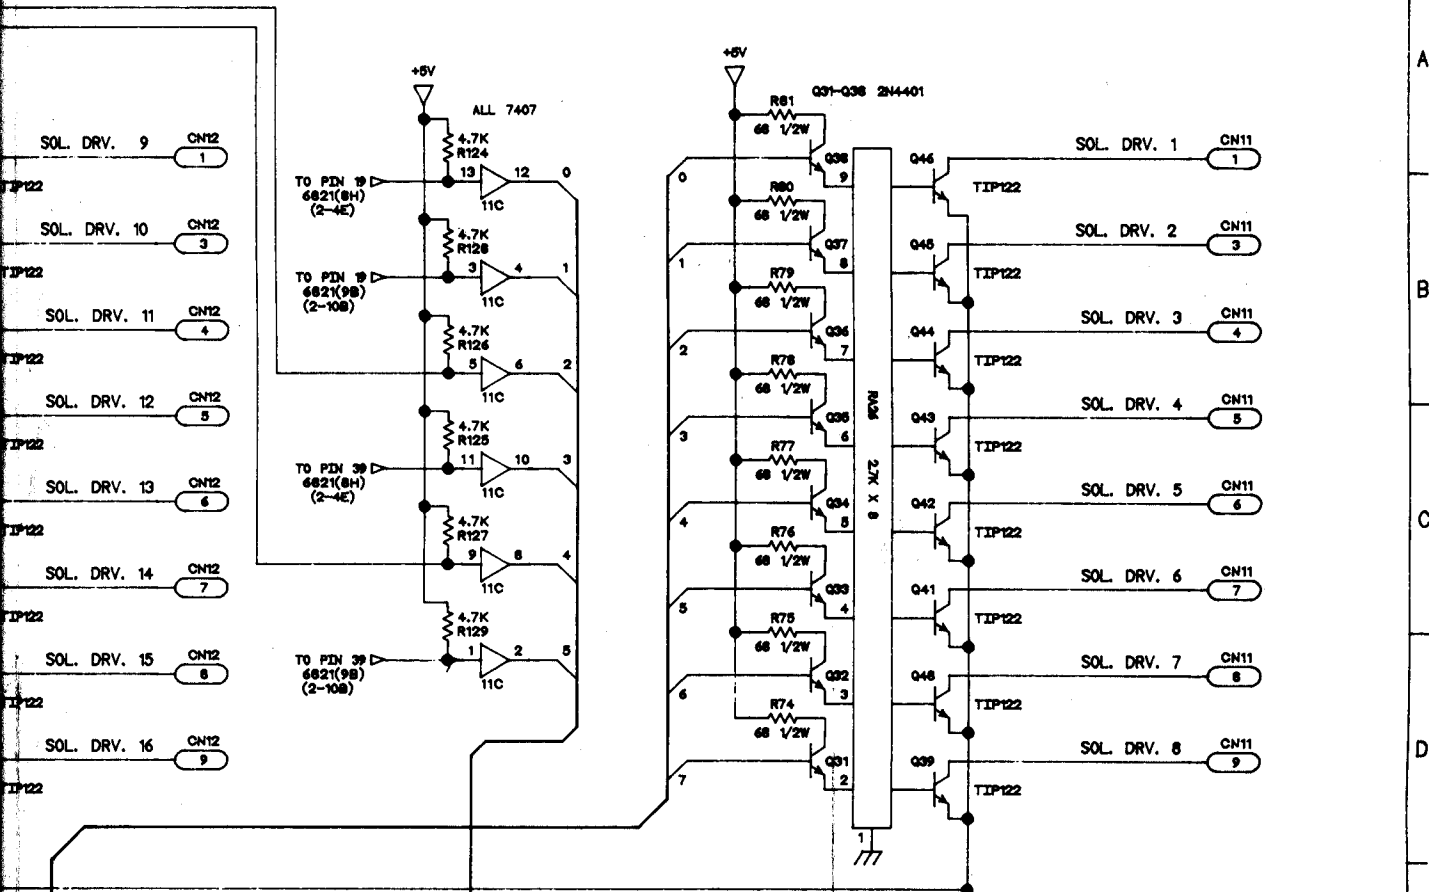 A
B
C
D
SOL. DRV. 9
CN12
1
TIP122
SOL. DRV. 10
CN12
3
TIP122
SOL. DRV. 11
CN12
4
TIP122
SOL. DRV. 12
CN12
5
TIP122
SOL. DRV. 13
CN12
6
TIP122
SOL. DRV. 14
CN12
7
TIP122
SOL. DRV. 15
CN12
8
TIP122
SOL. DRV. 16
CN12
9
TIP122
+5V
ALL 7407
4.7K
R124
TO PIN 19
6821(8H)
(2-4E)
13
12
11C
0
4.7K
R128
TO PIN 19
6821(9B)
(2-10B)
3
4
11C
1
4.7K
R126
5
6
11C
2
4.7K
R125
TO PIN 39
6821(8H)
(2-4E)
11
10
11C
3
4.7K
R127
9
8
11C
4
4.7K
R129
TO PIN 39
6821(9B)
(2-10B)
1
2
11C
5
0
1
2
3
4
5
6
7
+5V
Q31-Q38 2N4401
R81
68 1/2W
Q38
9
R80
68 1/2W
Q37
8
R79
68 1/2W
Q36
7
R78
68 1/2W
Q35
6
R77
68 1/2W
Q34
5
R76
68 1/2W
Q33
4
R75
68 1/2W
Q32
3
R74
68 1/2W
Q31
2
2.7K X 8
1
Q46
TIP122
SOL. DRV. 1
CN11
1
Q45
TIP122
SOL. DRV. 2
CN11
3
Q44
TIP122
SOL. DRV. 3
CN11
4
Q43
TIP122
SOL. DRV. 4
CN11
5
Q42
TIP122
SOL. DRV. 5
CN11
6
Q41
TIP122
SOL. DRV. 6
CN11
7
TIP122
SOL. DRV. 7
CN11
8
Q39
TIP122
SOL. DRV. 8
CN11
9